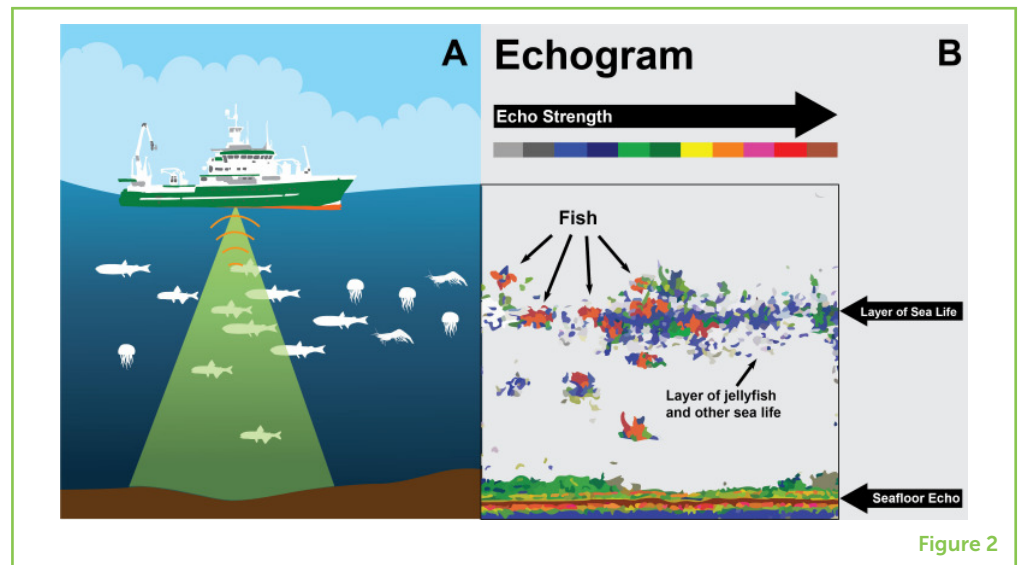 A
Echogram
B
Echo Strength
Fish
Layer of Sea Life
Layer of jellyfish
and other sea life
Seafloor Echo
Figure 2